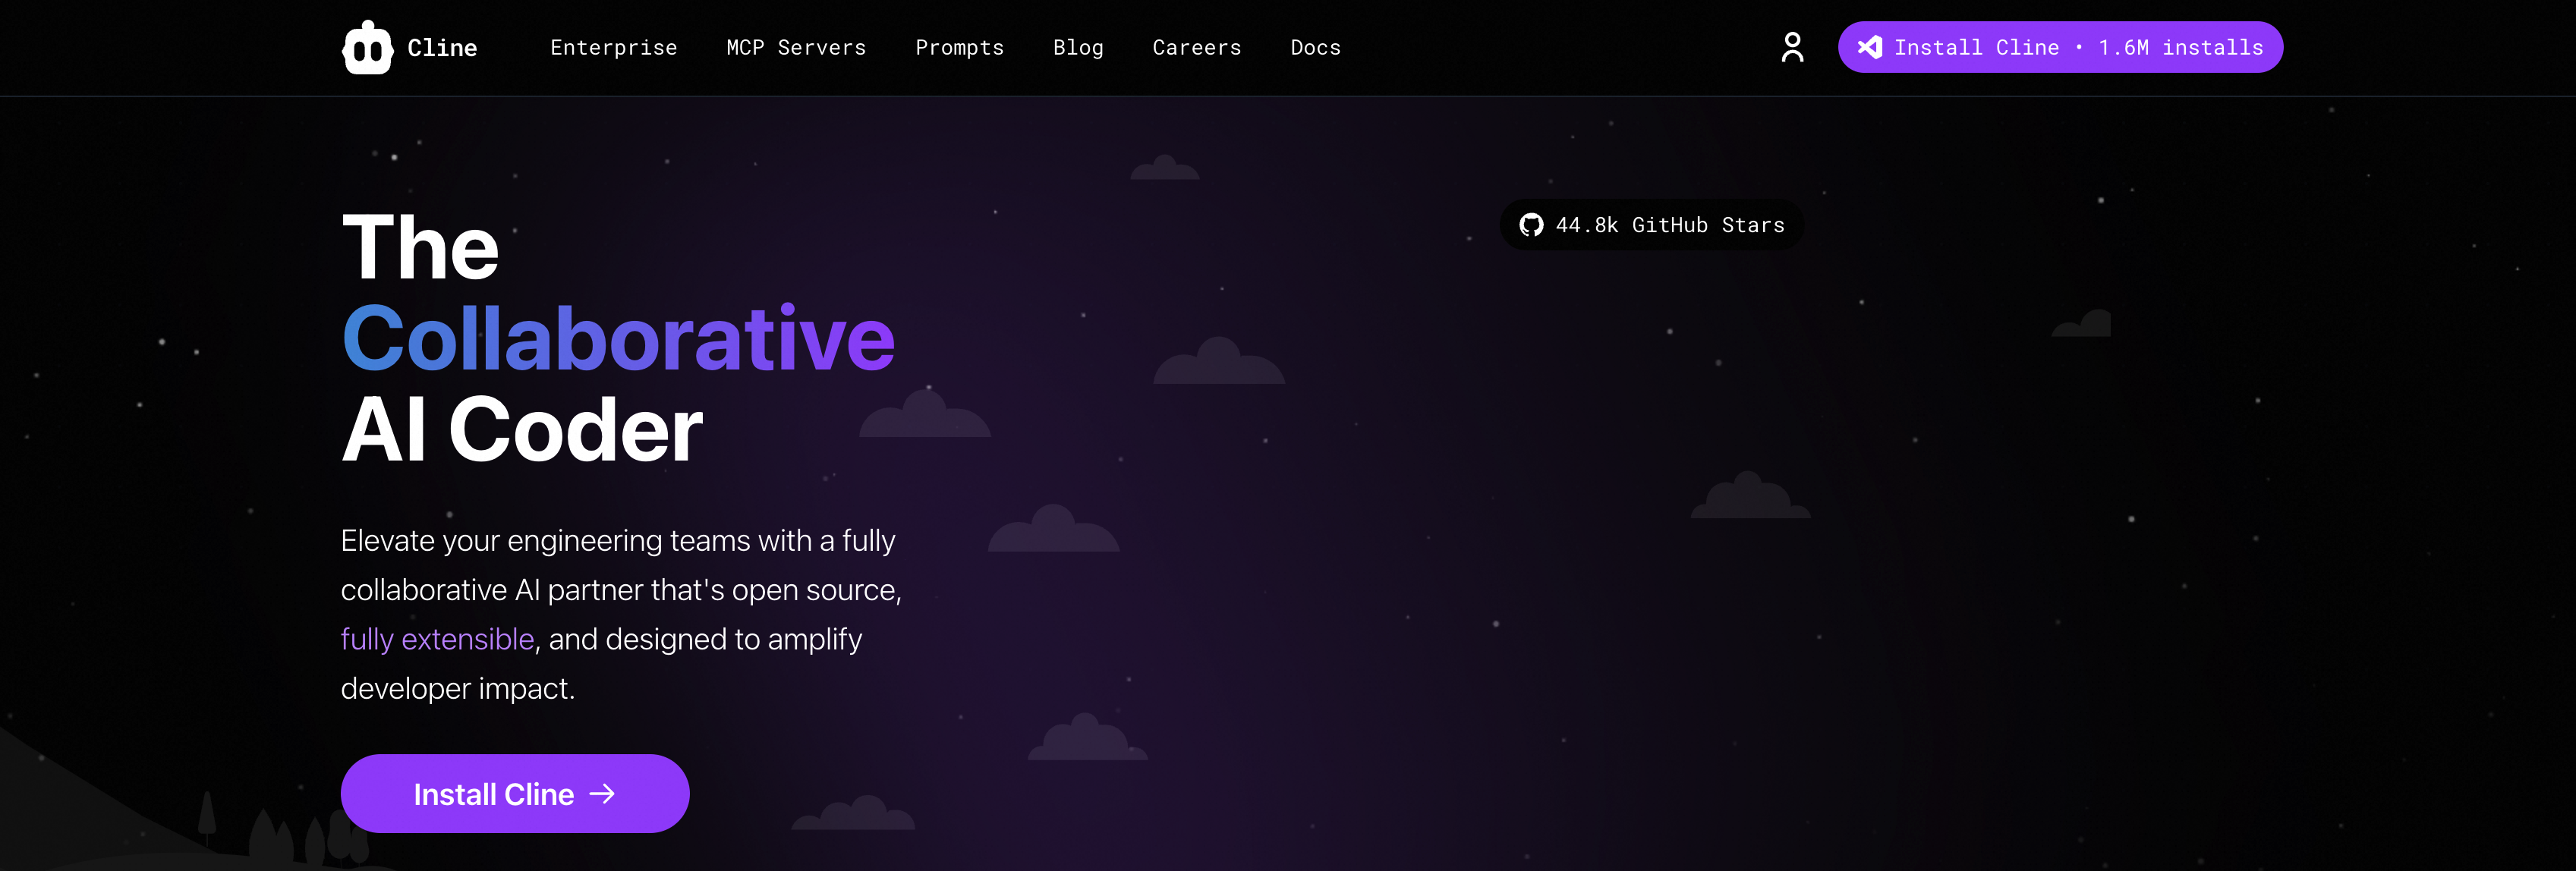 Cline
Enterprise
MCP Servers
Prompts
Blog
Careers
Docs
Install Cline • 1.6M installs
The
Collaborative
AI Coder
44.8k GitHub Stars
Elevate your engineering teams with a fully
collaborative AI partner that's open source,
fully extensible, and designed to amplify
developer impact.
Install Cline →